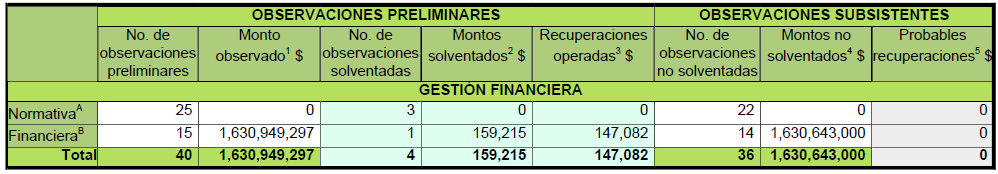 OBSERVACIONES PRELIMINARES OBSERVACIONES SUBSISTENTES
No. de observaciones preliminares Monto observado¹ $ No. de observaciones solventadas Montos solventados² $ Recuperaciones operadas³ $ No. de observaciones no solventadas Montos no solventados⁴ $ Probables recuperaciones⁵ $
GESTIÓN FINANCIERA
Normativaᴬ 25 0 3 0 0 22 0 0
Financieraᴮ 15 1,630,949,297 1 159,215 147,082 14 1,630,643,000 0
Total 40 1,630,949,297 4 159,215 147,082 36 1,630,643,000 0